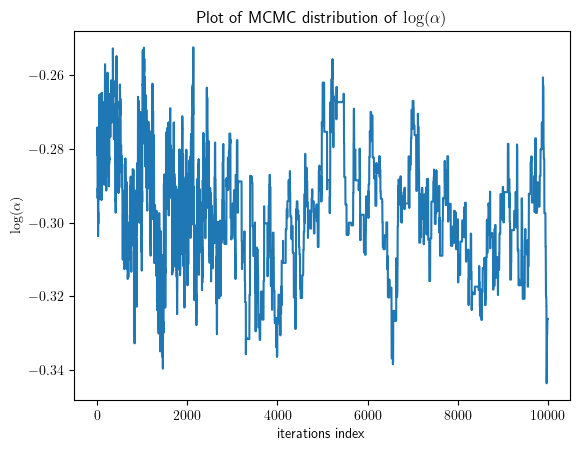 Plot of MCMC distribution of log(α)
−0.26
−0.28
−0.30
−0.32
−0.34
log(α)
0 2000 4000 6000 8000 10000
iterations index